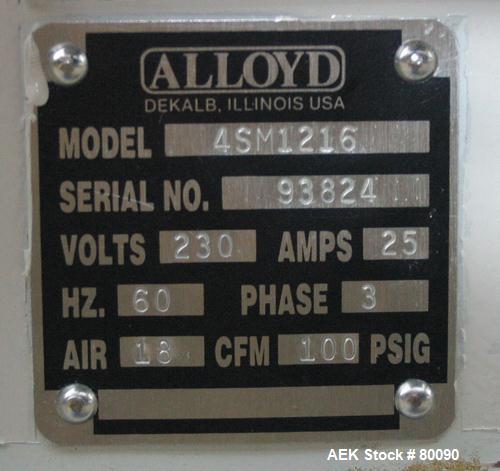 ALLOYD
DEKALB, ILLINOIS USA
MODEL 4SM1216
SERIAL NO. 93824
VOLTS 230 AMPS 25
HZ. 60 PHASE 3
AIR 18 CFM 100 PSIG
AEK Stock # 80090